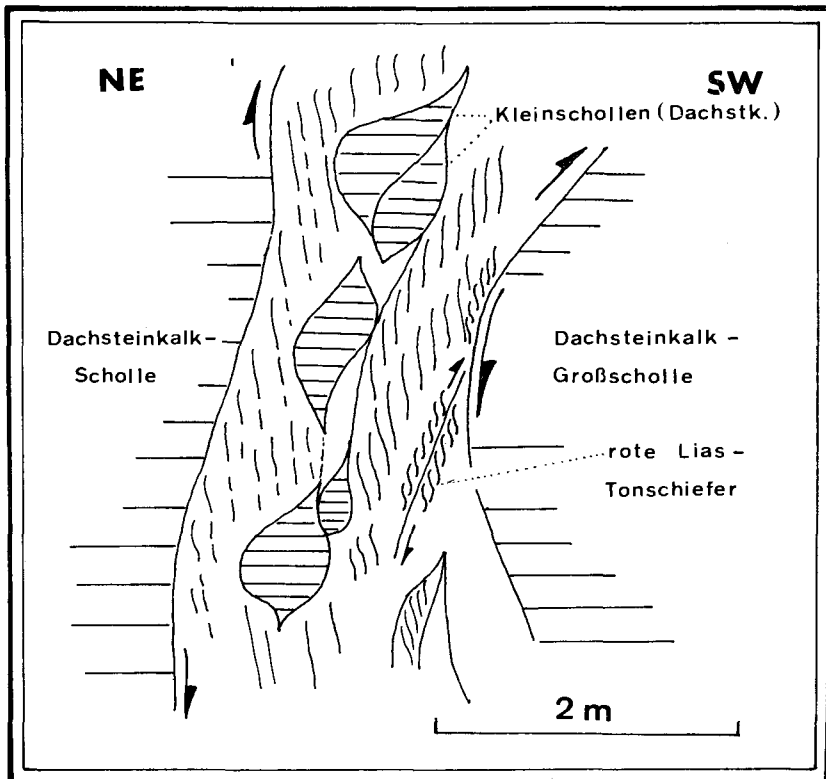 NE
SW
Kleinschollen (Dachstk.)
Dachsteinkalk-
Scholle
Dachsteinkalk -
Großscholle
rote Lias -
Tonschiefer
2 m